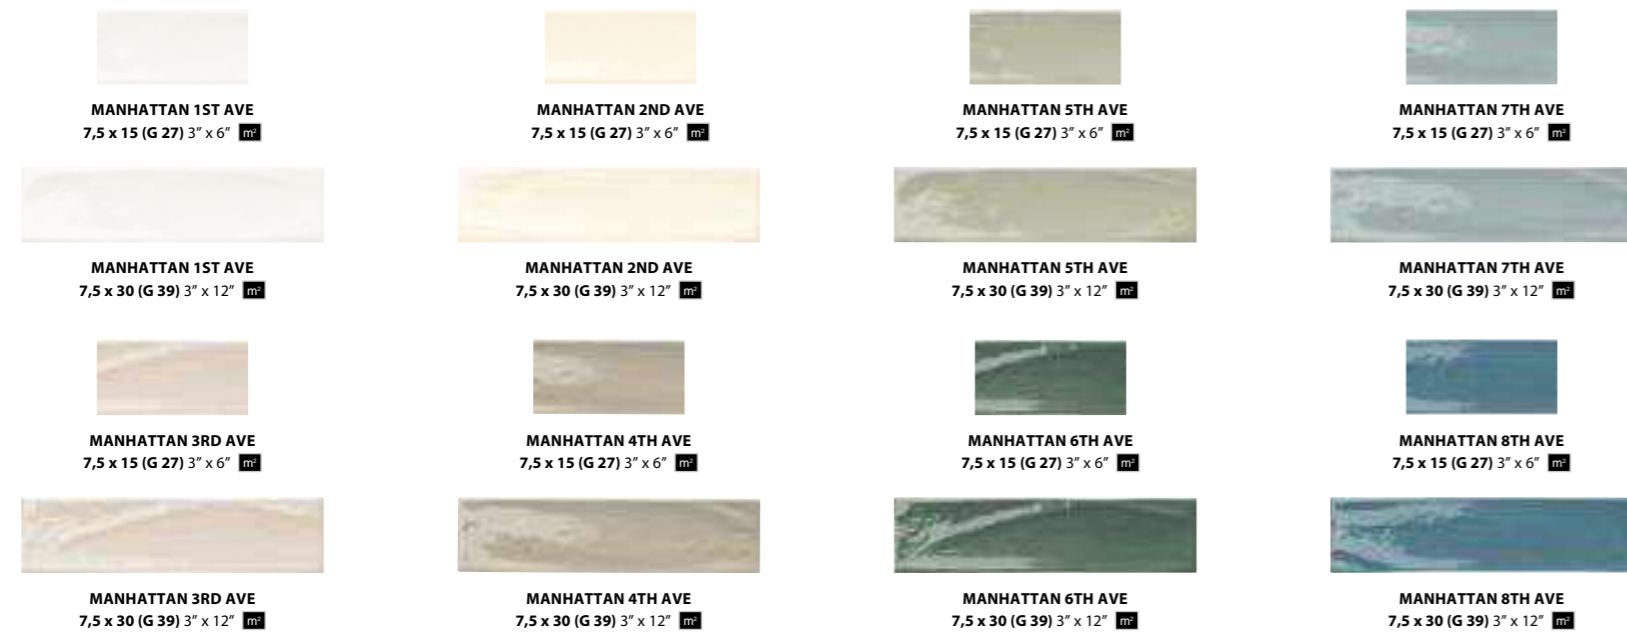 MANHATTAN 1ST AVE
7,5 x 15 (G 27) 3” x 6” m²
MANHATTAN 2ND AVE
7,5 x 15 (G 27) 3” x 6” m²
MANHATTAN 5TH AVE
7,5 x 15 (G 27) 3” x 6” m²
MANHATTAN 7TH AVE
7,5 x 15 (G 27) 3” x 6” m²
MANHATTAN 1ST AVE
7,5 x 30 (G 39) 3” x 12” m²
MANHATTAN 2ND AVE
7,5 x 30 (G 39) 3” x 12” m²
MANHATTAN 5TH AVE
7,5 x 30 (G 39) 3” x 12” m²
MANHATTAN 7TH AVE
7,5 x 30 (G 39) 3” x 12” m²
MANHATTAN 3RD AVE
7,5 x 15 (G 27) 3” x 6” m²
MANHATTAN 4TH AVE
7,5 x 15 (G 27) 3” x 6” m²
MANHATTAN 6TH AVE
7,5 x 15 (G 27) 3” x 6” m²
MANHATTAN 8TH AVE
7,5 x 15 (G 27) 3” x 6” m²
MANHATTAN 3RD AVE
7,5 x 30 (G 39) 3” x 12” m²
MANHATTAN 4TH AVE
7,5 x 30 (G 39) 3” x 12” m²
MANHATTAN 6TH AVE
7,5 x 30 (G 39) 3” x 12” m²
MANHATTAN 8TH AVE
7,5 x 30 (G 39) 3” x 12” m²